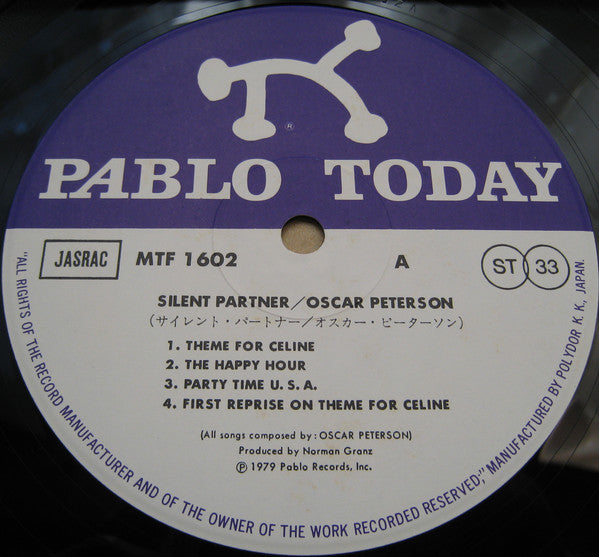 ®
PABLO TODAY
JASRAC MTF 1602 A ST 33
SILENT PARTNER/OSCAR PETERSON
(サイレント・パートナー/オスカー・ピーターソン)
1. THEME FOR CELINE
2. THE HAPPY HOUR
3. PARTY TIME U.S.A.
4. FIRST REPRISE ON THEME FOR CELINE
(All songs composed by: OSCAR PETERSON)
Produced by Norman Granz
Ⓟ 1979 Pablo Records, Inc.
"ALL RIGHTS OF THE RECORD MANUFACTURER AND OF THE OWNER OF THE WORK RECORDED RESERVED;" MANUFACTURED BY POLYDOR K. K., JAPAN.